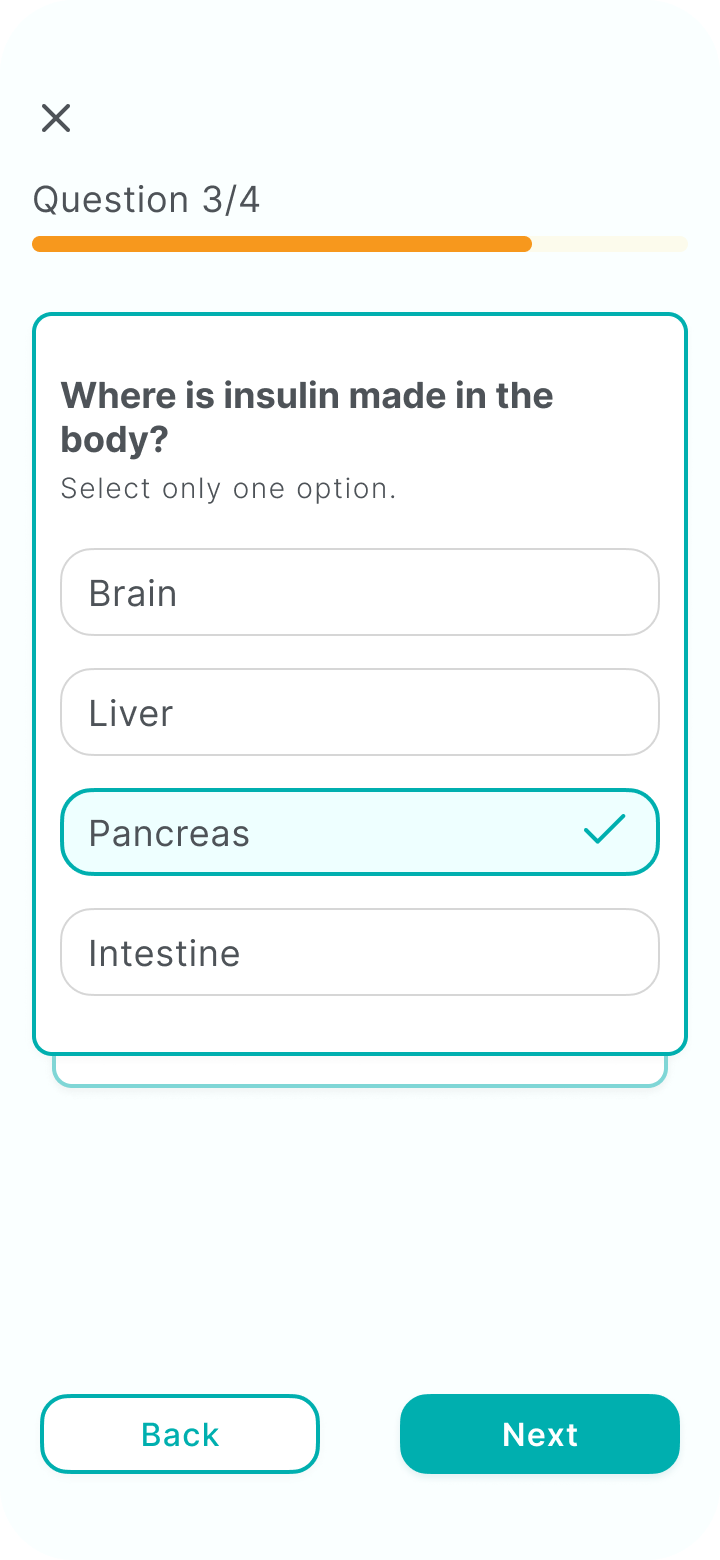 Question 3/4
Where is insulin made in the
body?
Select only one option.
Brain
Liver
Pancreas
Intestine
Back
Next